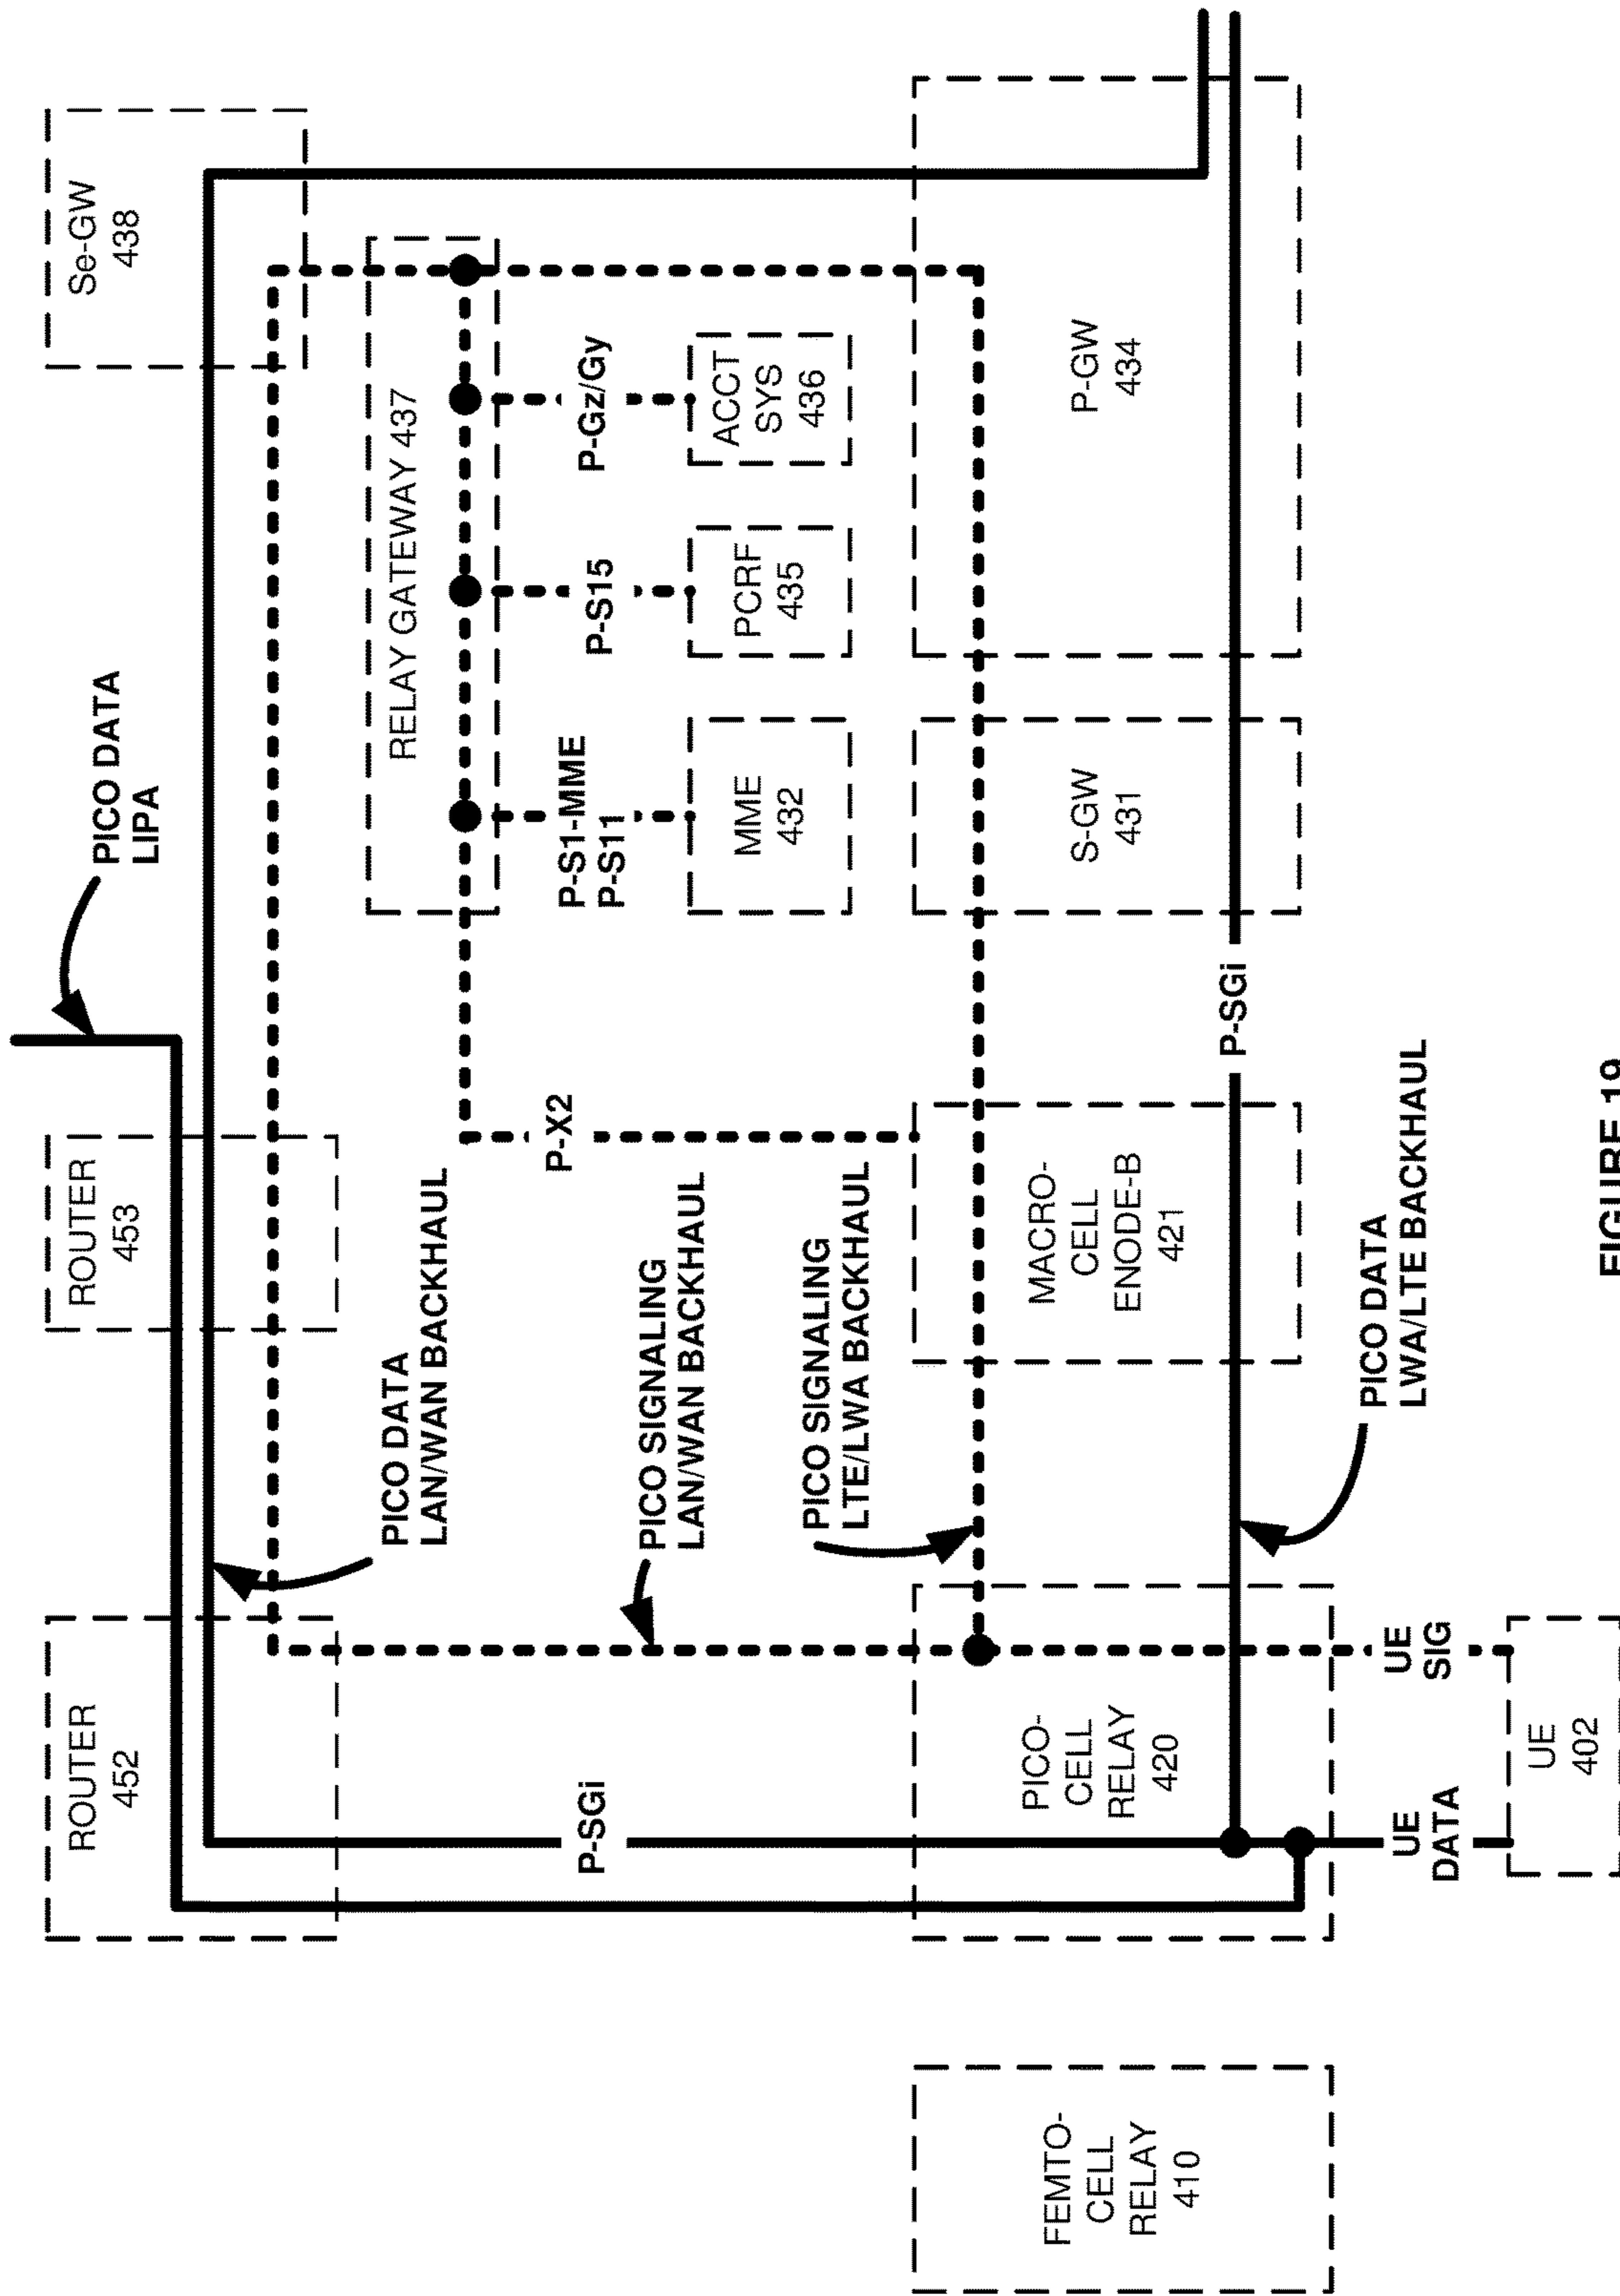 ROUTER
452
ROUTER
453
Se-GW
438
PICO DATA
LIPA
PICO DATA
LAN/WAN BACKHAUL
RELAY GATEWAY 437
P-SGi
PICO SIGNALING
LAN/WAN BACKHAUL
P-X2
P-S1-MME
P-S11
P-S15
P-Gz/Gy
PICO SIGNALING
LTE/LWA BACKHAUL
MME
432
PCRF
435
ACCT
SYS
436
FEMTO-
CELL
RELAY
410
PICO-
CELL
RELAY
420
MACRO-
CELL
ENODE-B
421
S-GW
431
P-GW
434
P-SGi
UE
DATA
UE
SIG
PICO DATA
LWA/LTE BACKHAUL
UE
402
FIGURE 19